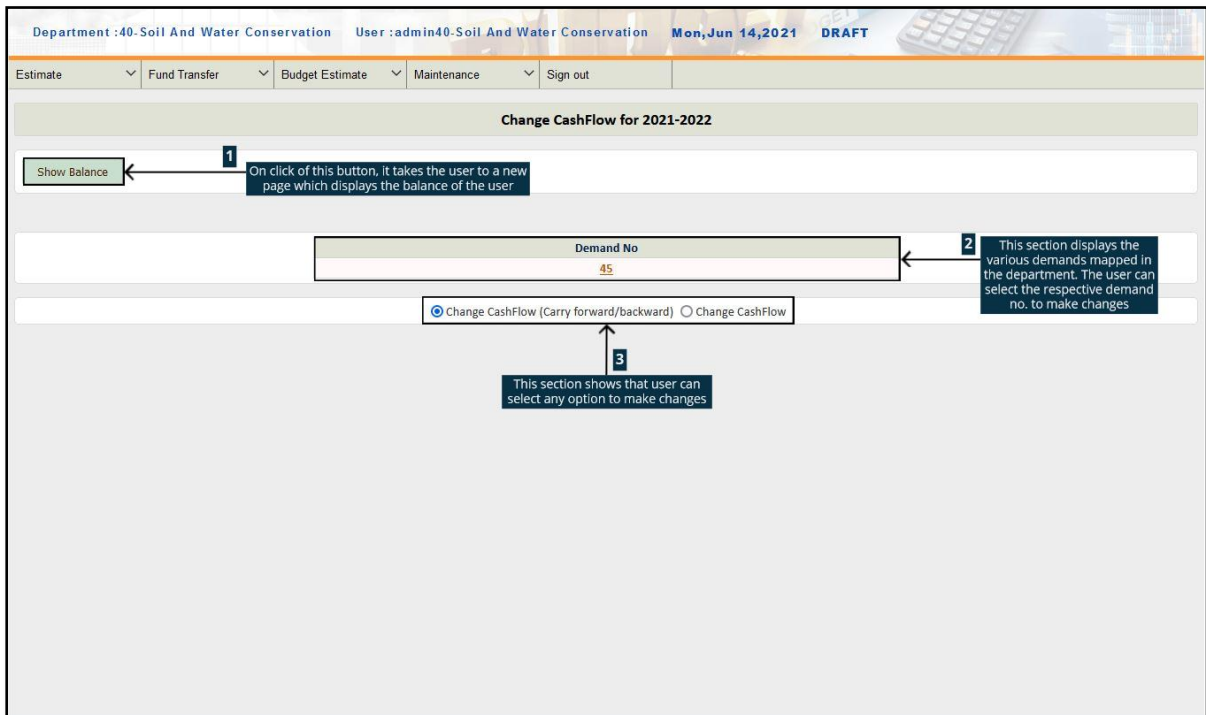 Department :40-Soil And Water Conservation User :admin40-Soil And Water Conservation Mon,Jun 14,2021 DRAFT
Estimate Fund Transfer Budget Estimate Maintenance Sign out
Change CashFlow for 2021-2022
Show Balance
1
On click of this button, it takes the user to a new
page which displays the balance of the user
Demand No
45
2
This section displays the
various demands mapped in
the department. The user can
select the respective demand
no. to make changes
Change CashFlow (Carry forward/backward) Change CashFlow
3
This section shows that user can
select any option to make changes